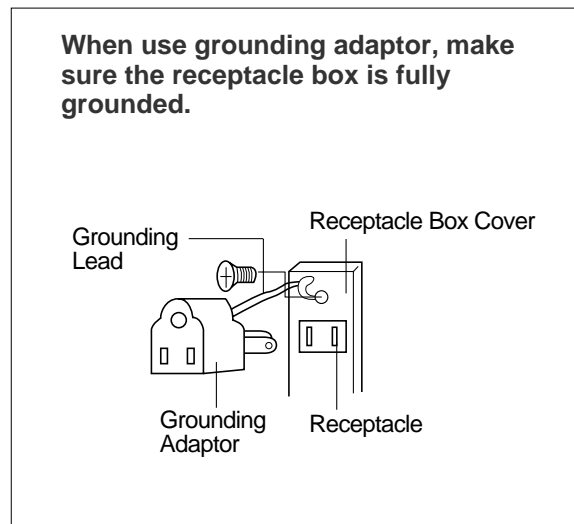 When use grounding adaptor, make
sure the receptacle box is fully
grounded.
Receptacle Box Cover
Grounding
Lead
Grounding
Adaptor
Receptacle